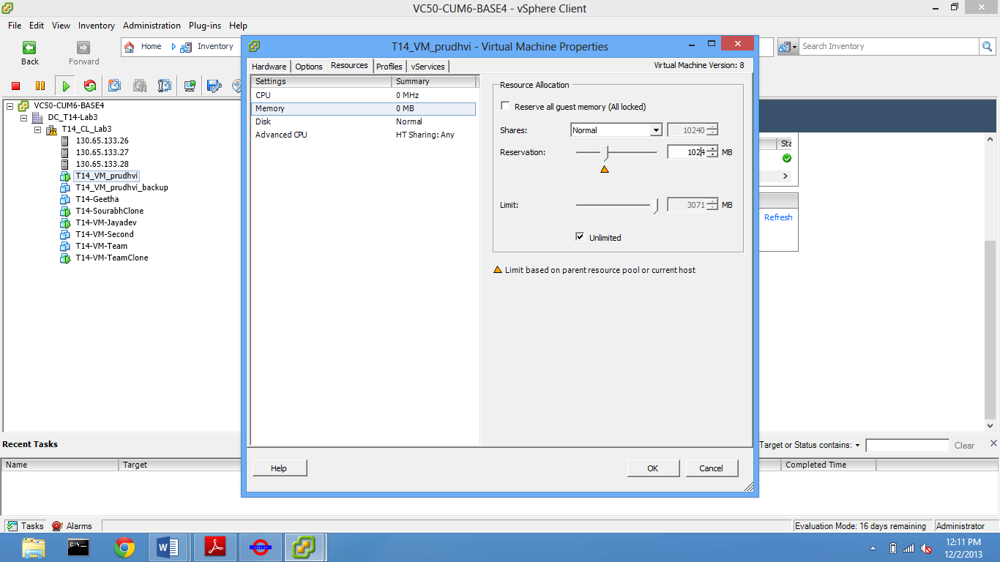 VC50-CUM6-BASE4 - vSphere Client
File Edit View Inventory Administration Plug-ins Help
Back
Forward
Home
Inventory
Search Inventory
VC50-CUM6-BASE4
DC_T14-Lab3
T14_CL_Lab3
130.65.133.26
130.65.133.27
130.65.133.28
T14_VM_prudhvi
T14_VM_prudhvi_backup
T14-Geetha
T14-SourabhClone
T14-VM-Jayadev
T14-VM-Second
T14-VM-Team
T14-VM-TeamClone
T14_VM_prudhvi - Virtual Machine Properties
Hardware Options Resources Profiles vServices
Virtual Machine Version: 8
Settings Summary
CPU 0 MHz
Memory 0 MB
Disk Normal
Advanced CPU HT Sharing: Any
Resource Allocation
Reserve all guest memory (All locked)
Shares: Normal 10240
Reservation: 1024 MB
Limit: 3071 MB
Unlimited
Limit based on parent resource pool or current host
Help OK Cancel
Sta
Refresh
Recent Tasks
Target or Status contains: Clear
Name Target Completed Time
Tasks Alarms
Evaluation Mode: 16 days remaining Administrator
C:\_
W
UMLET
12:11 PM
12/2/2013